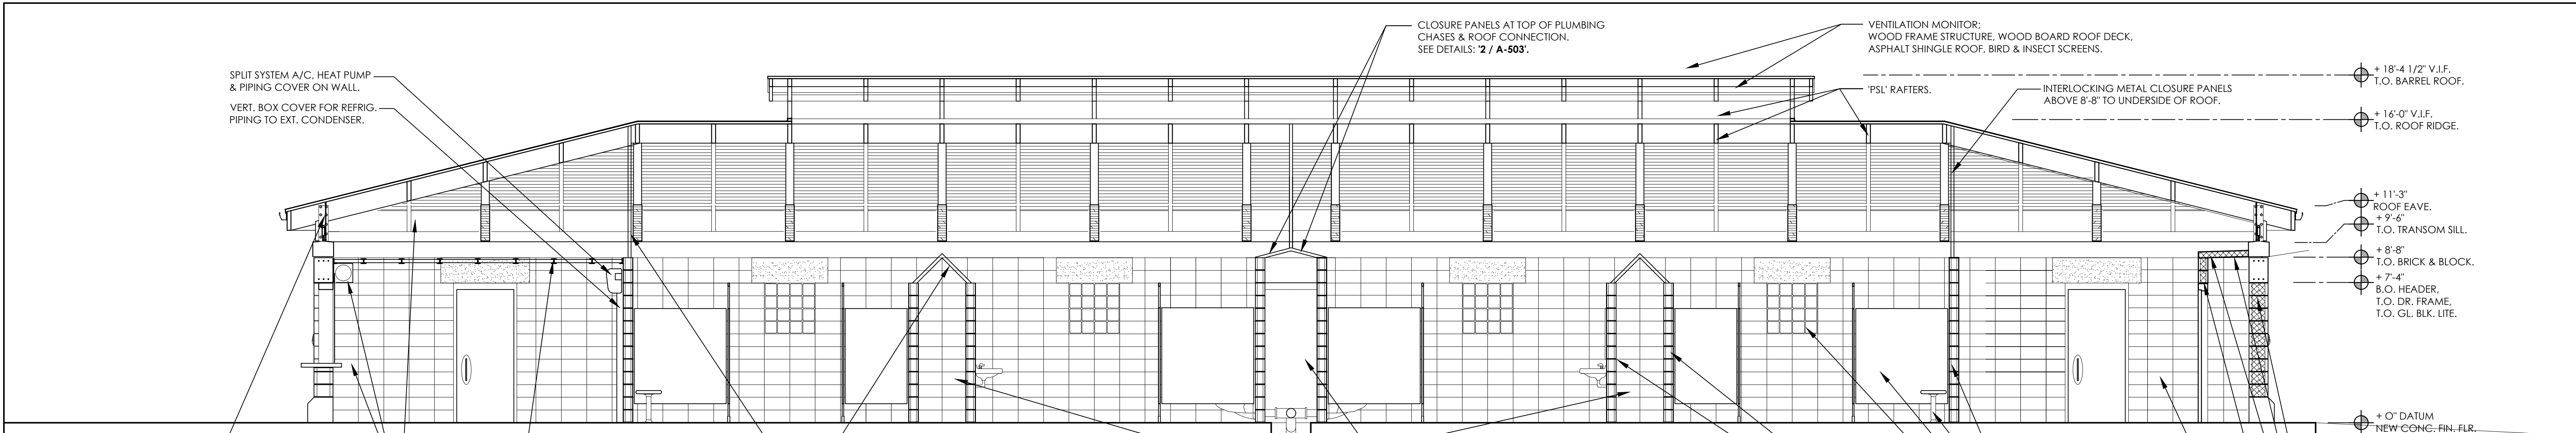 SPLIT SYSTEM A/C, HEAT PUMP
& PIPING COVER ON WALL.
VERT. BOX COVER FOR REFRIG.
PIPING TO EXT. CONDENSER.
CLOSURE PANELS AT TOP OF PLUMBING
CHASES & ROOF CONNECTION.
SEE DETAILS: '2 / A-503'.
VENTILATION MONITOR;
WOOD FRAME STRUCTURE, WOOD BOARD ROOF DECK,
ASPHALT SHINGLE ROOF, BIRD & INSECT SCREENS.
'PSL' RAFTERS.
INTERLOCKING METAL CLOSURE PANELS
ABOVE 8'-8" TO UNDERSIDE OF ROOF.
+ 18'-4 1/2" V.I.F.
T.O. BARREL ROOF.
+ 16'-0" V.I.F.
T.O. ROOF RIDGE.
+ 11'-3"
ROOF EAVE.
+ 9'-6"
T.O. TRANSOM SILL.
+ 8'-8"
T.O. BRICK & BLOCK.
+ 7'-4"
B.O. HEADER,
T.O. DR. FRAME,
T.O. GL. BLK. LITE.
+ O" DATUM
NEW CONC. FIN. FLR.